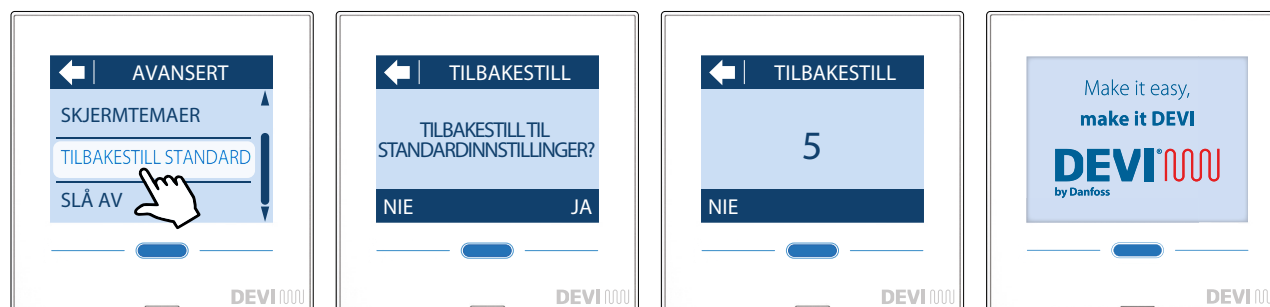 AVANSERT
SKJERMTEMAER
TILBAKESTILL STANDARD
SLÅ AV
DEVI
TILBAKESTILL
TILBAKESTILL TIL
STANDARDINNSTILLINGER?
NIE JA
DEVI
TILBAKESTILL
5
NIE
DEVI
Make it easy,
make it DEVI
DEVI®
by Danfoss
DEVI